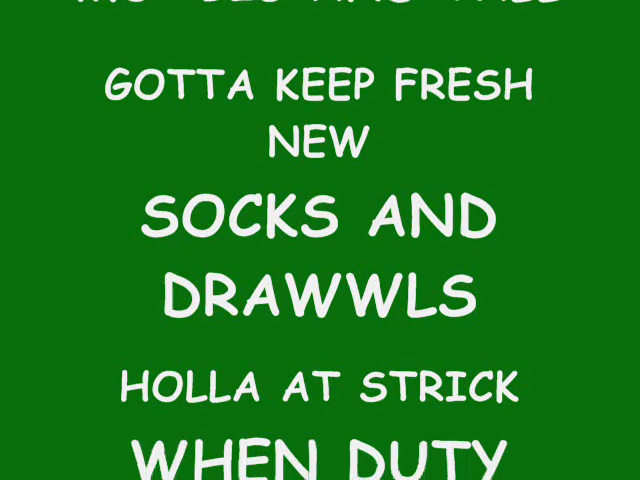 GOTTA KEEP FRESH
NEW
SOCKS AND
DRAWWLS
HOLLA AT STRICK
WHEN DUTY